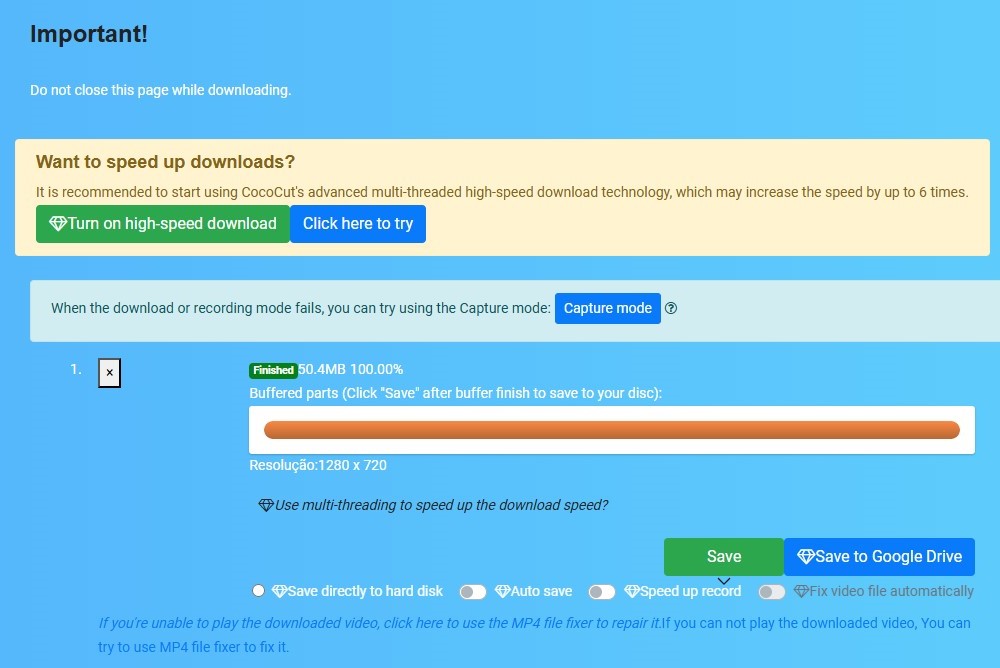 Important!
Do not close this page while downloading.
Want to speed up downloads?
It is recommended to start using CocoCut's advanced multi-threaded high-speed download technology, which may increase the speed by up to 6 times.
Turn on high-speed download Click here to try
When the download or recording mode fails, you can try using the Capture mode: Capture mode ?
1. × Finished 50.4MB 100.00%
Buffered parts (Click "Save" after buffer finish to save to your disc):
Resolução:1280 x 720
Use multi-threading to speed up the download speed?
Save Save to Google Drive
Save directly to hard disk Auto save Speed up record Fix video file automatically
If you're unable to play the downloaded video, click here to use the MP4 file fixer to repair it.If you can not play the downloaded video, You can
try to use MP4 file fixer to fix it.